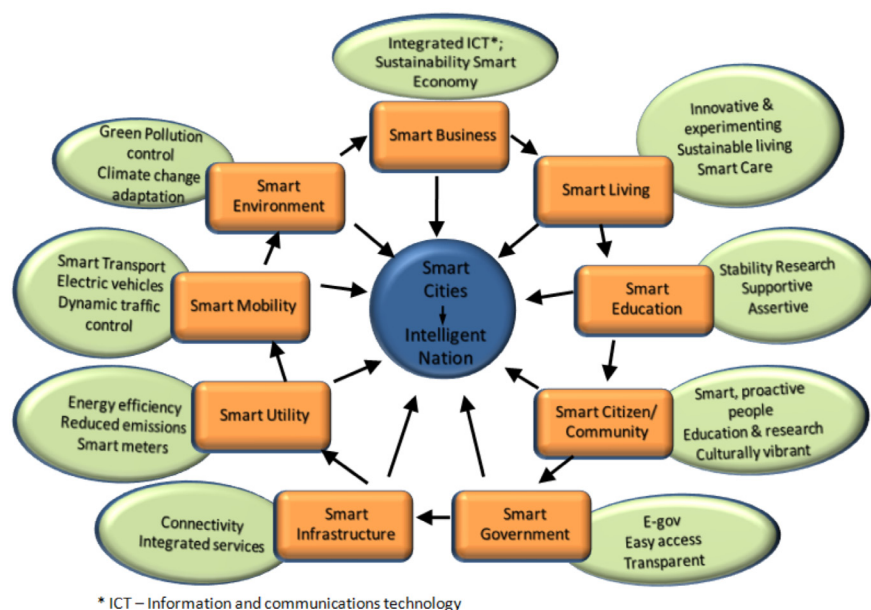 Integrated ICT*;
Sustainability Smart
Economy
Smart Business
Innovative &
experimenting
Sustainable living
Smart Care
Smart Living
Green Pollution
control
Climate change
adaptation
Smart
Environment
Smart
Cities
Intelligent
Nation
Smart Transport
Electric vehicles
Dynamic traffic
control
Smart Mobility
Smart
Education
Stability Research
Supportive
Assertive
Energy efficiency
Reduced emissions
Smart meters
Smart Utility
Smart Citizen/
Community
Smart, proactive
people
Education & research
Culturally vibrant
Connectivity
Integrated services
Smart
Infrastructure
Smart
Government
E-gov
Easy access
Transparent
* ICT – Information and communications technology